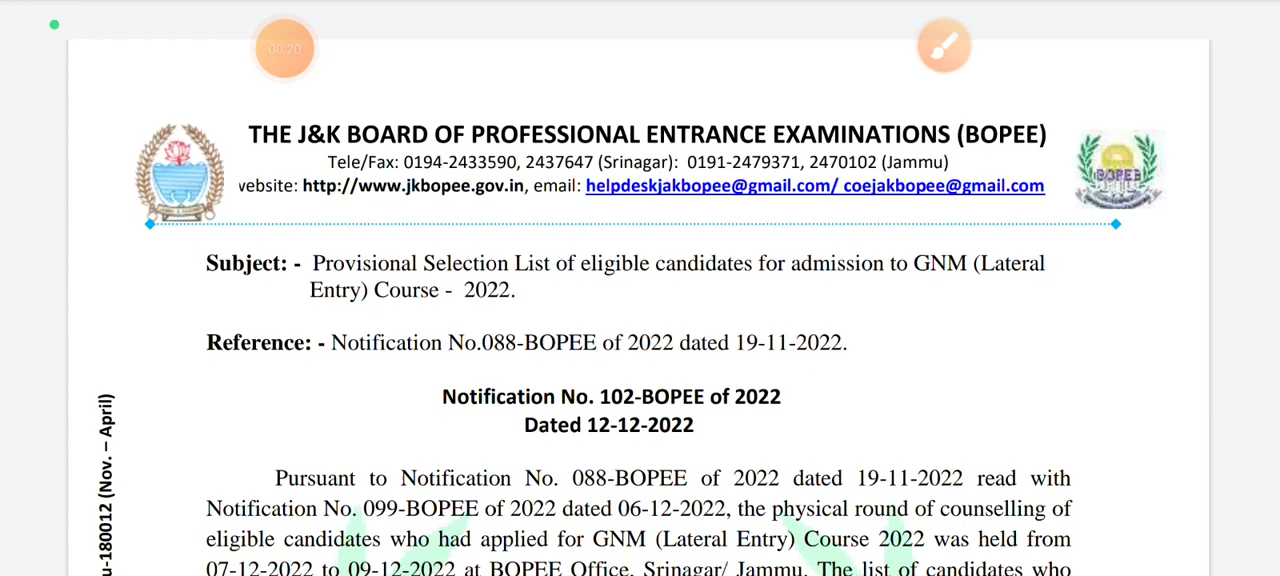 00:20
THE J&K BOARD OF PROFESSIONAL ENTRANCE EXAMINATIONS (BOPEE)
Tele/Fax: 0194-2433590, 2437647 (Srinagar): 0191-2479371, 2470102 (Jammu)
vebsite: http://www.jkbopee.gov.in, email: helpdeskjakbopee@gmail.com/ coejakbopee@gmail.com
BOPEE
Subject: - Provisional Selection List of eligible candidates for admission to GNM (Lateral
Entry) Course - 2022.
Reference: - Notification No.088-BOPEE of 2022 dated 19-11-2022.
Notification No. 102-BOPEE of 2022
Dated 12-12-2022
u-180012 (Nov. – April)
Pursuant to Notification No. 088-BOPEE of 2022 dated 19-11-2022 read with
Notification No. 099-BOPEE of 2022 dated 06-12-2022, the physical round of counselling of
eligible candidates who had applied for GNM (Lateral Entry) Course 2022 was held from
07-12-2022 to 09-12-2022 at BOPEE Office, Srinagar/ Jammu. The list of candidates who